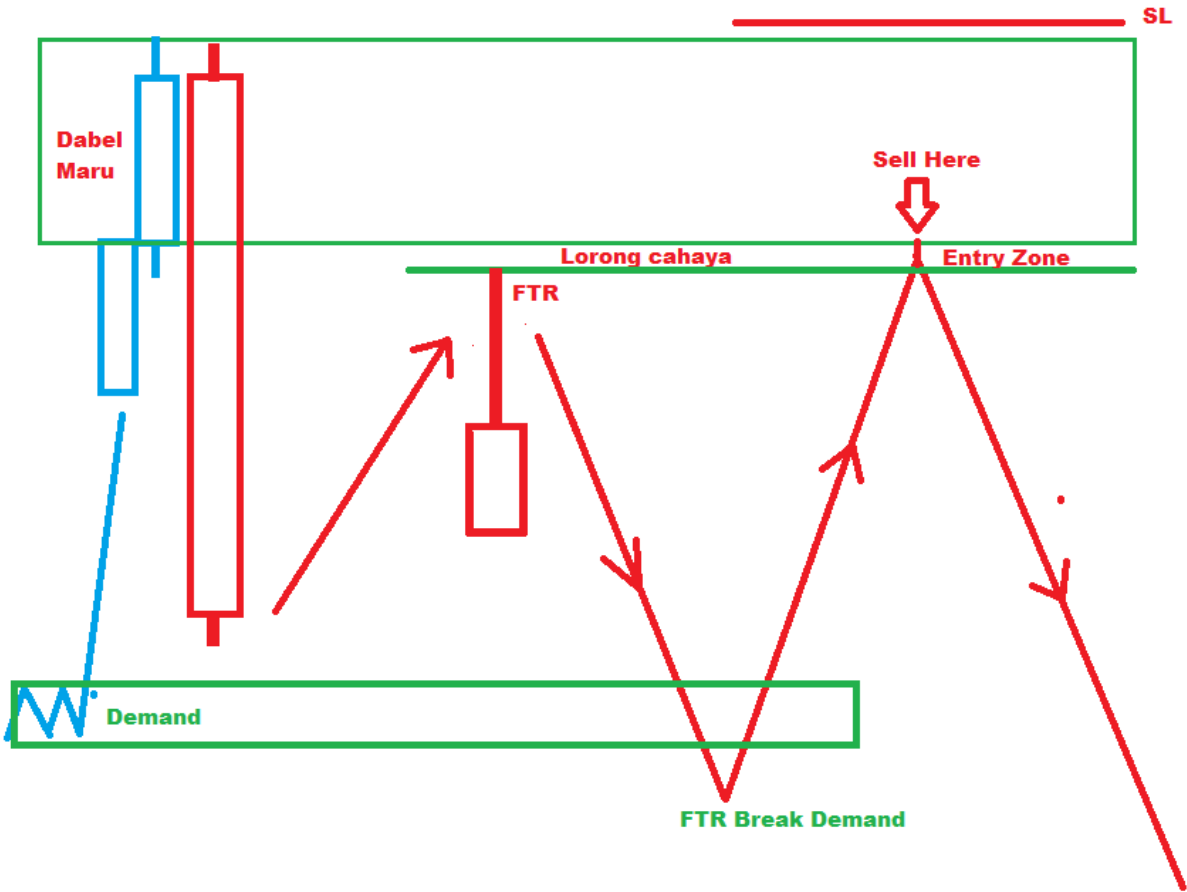 SL
Dabel
Maru
Sell Here
Lorong cahaya
Entry Zone
FTR
Demand
FTR Break Demand